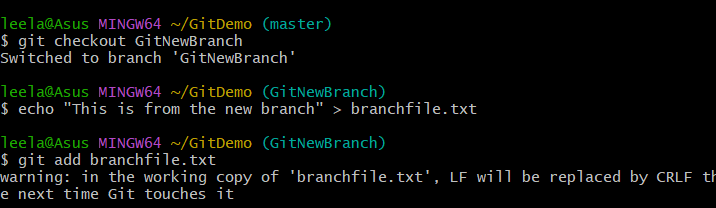 leela@Asus MINGW64 ~/GitDemo (master)
$ git checkout GitNewBranch
Switched to branch 'GitNewBranch'
leela@Asus MINGW64 ~/GitDemo (GitNewBranch)
$ echo "This is from the new branch" > branchfile.txt
leela@Asus MINGW64 ~/GitDemo (GitNewBranch)
$ git add branchfile.txt
warning: in the working copy of 'branchfile.txt', LF will be replaced by CRLF th
e next time Git touches it